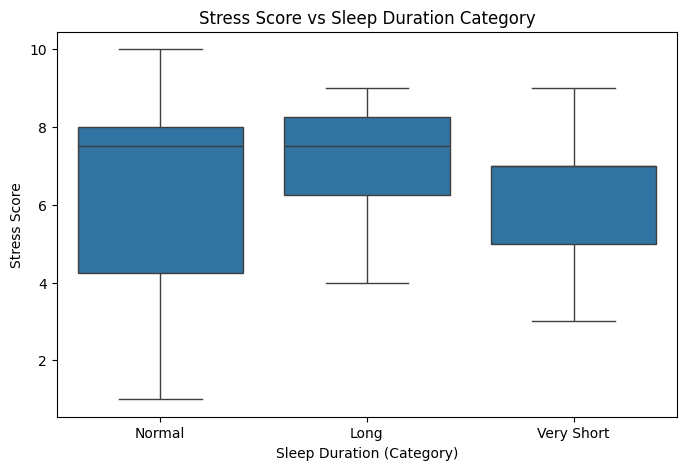 Stress Score vs Sleep Duration Category
10
8
6
4
2
Stress Score
Normal
Long
Very Short
Sleep Duration (Category)